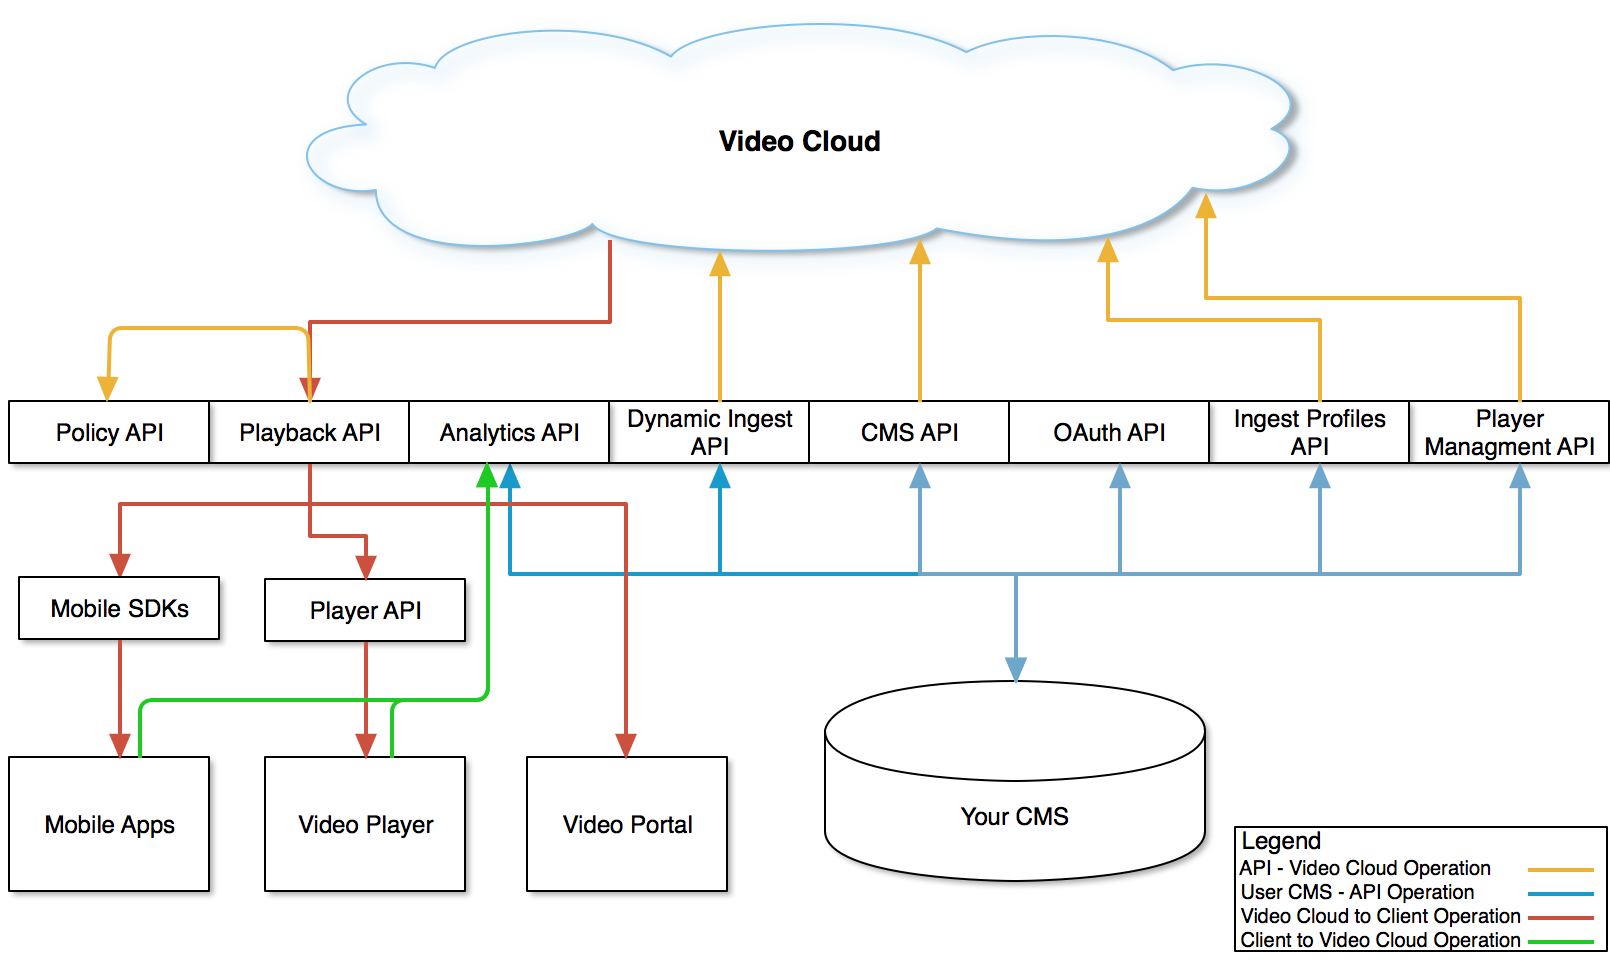 Video Cloud
Policy API
Playback API
Analytics API
Dynamic Ingest
API
CMS API
OAuth API
Ingest Profiles
API
Player
Managment API
Mobile SDKs
Player API
Mobile Apps
Video Player
Video Portal
Your CMS
Legend
API - Video Cloud Operation
User CMS - API Operation
Video Cloud to Client Operation
Client to Video Cloud Operation